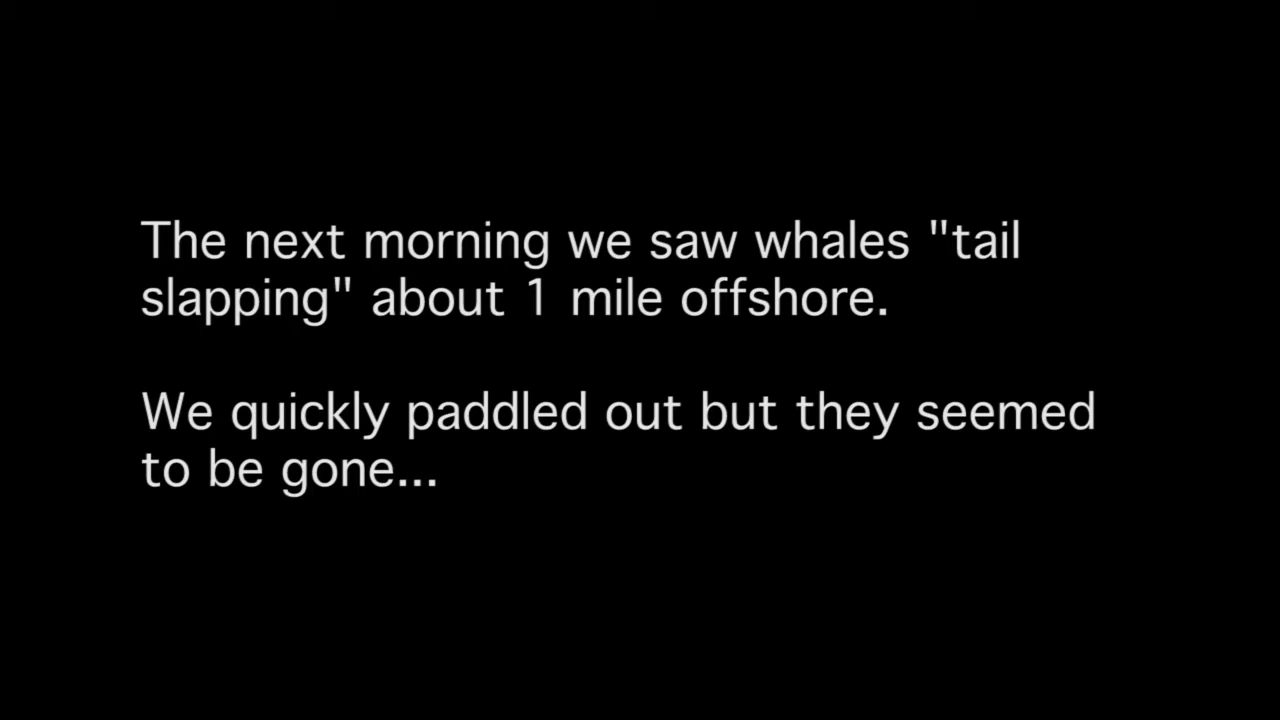 The next morning we saw whales "tail
slapping" about 1 mile offshore.
We quickly paddled out but they seemed
to be gone...